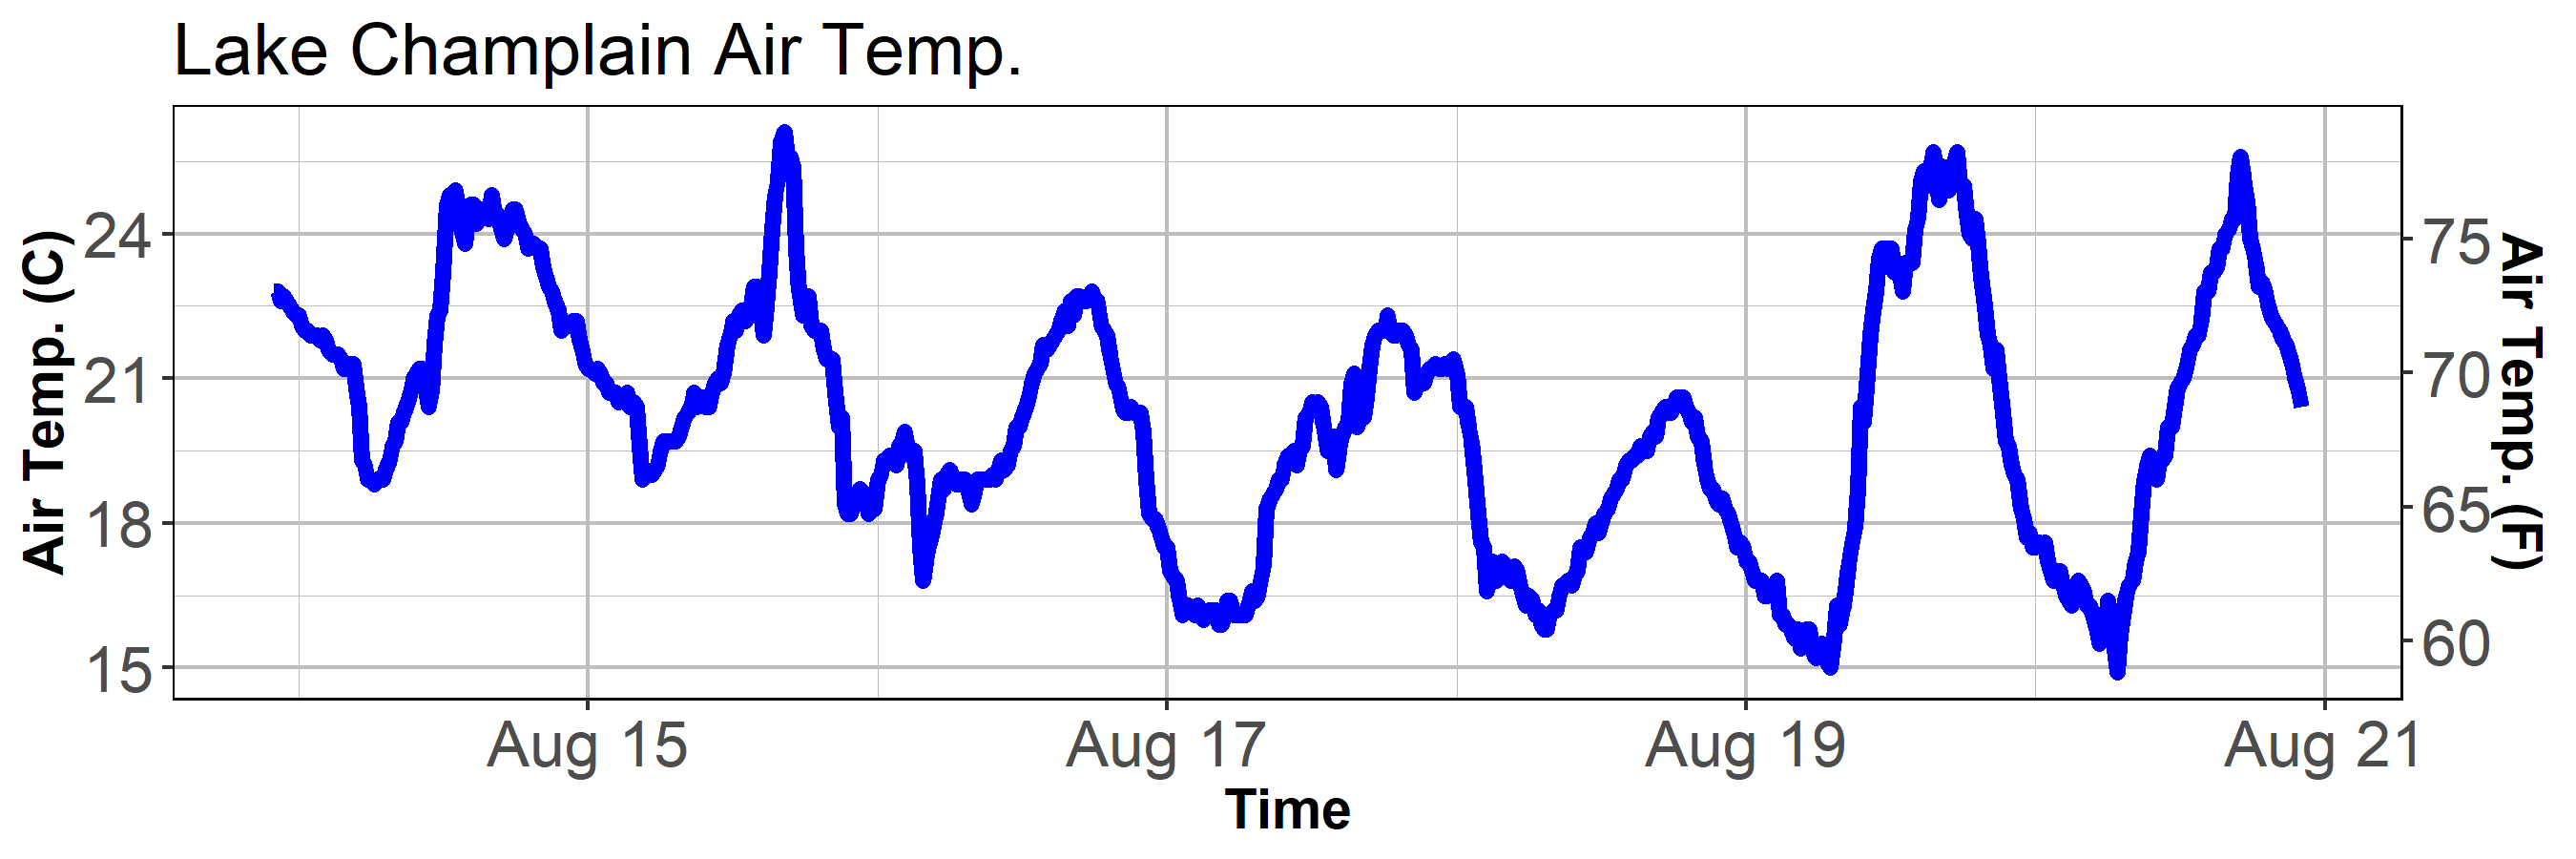 Lake Champlain Air Temp.
Air Temp. (C)
24
21
18
15
75
70
65
60
Air Temp. (F)
Aug 15
Aug 17
Aug 19
Aug 21
Time